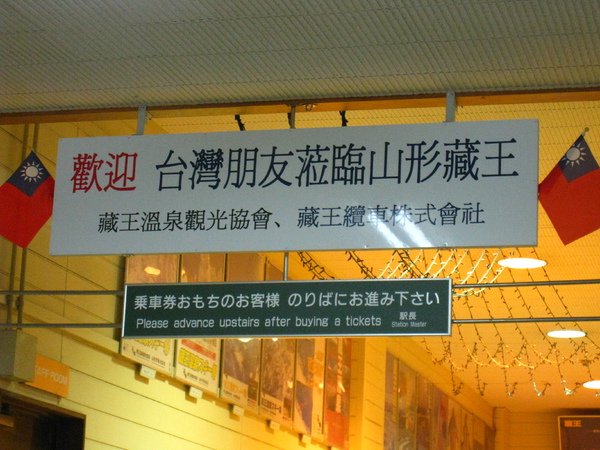 歡迎 台灣朋友蒞臨山形藏王
藏王溫泉觀光協會、藏王纜車株式會社
乗車券おもちのお客様 のりばにお進み下さい
Please advance upstairs after buying a tickets
駅長
Station Master
STAFF ROOM